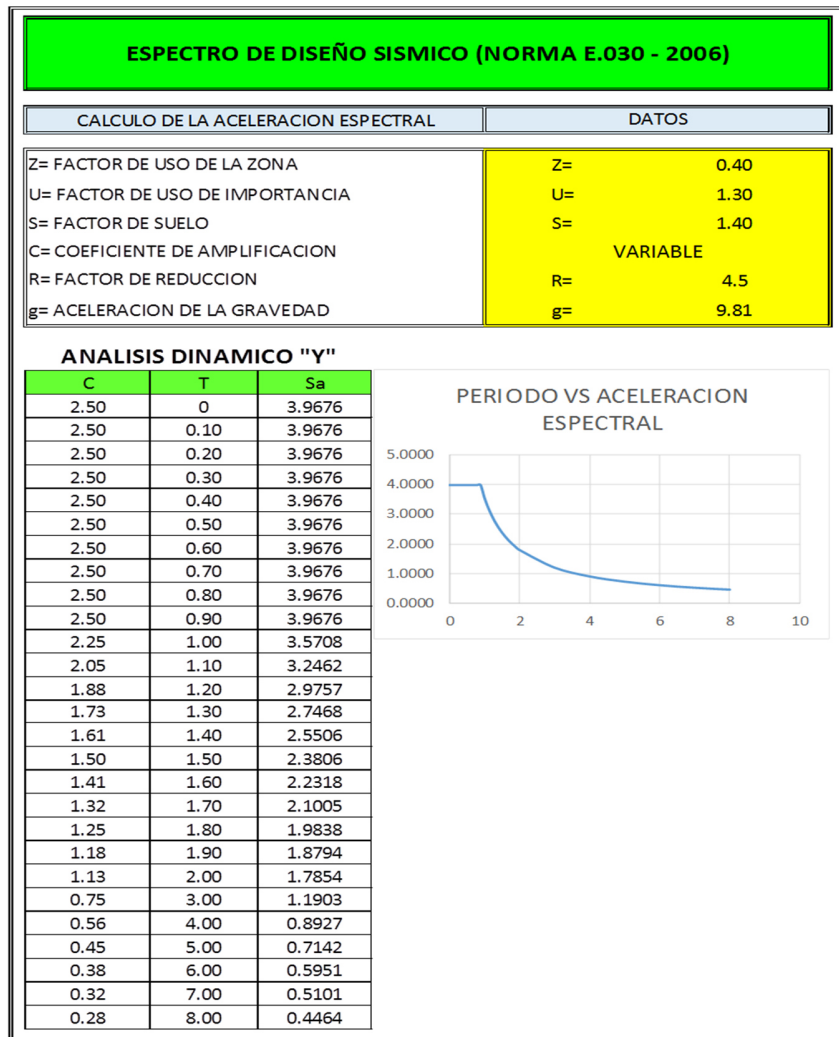 ESPECTRO DE DISEÑO SISMICO (NORMA E.030 - 2006)
CALCULO DE LA ACELERACION ESPECTRAL DATOS
Z= FACTOR DE USO DE LA ZONA Z= 0.40
U= FACTOR DE USO DE IMPORTANCIA U= 1.30
S= FACTOR DE SUELO S= 1.40
C= COEFICIENTE DE AMPLIFICACION VARIABLE
R= FACTOR DE REDUCCION R= 4.5
g= ACELERACION DE LA GRAVEDAD g= 9.81
ANALISIS DINAMICO "Y"
C T Sa
2.50 0 3.9676
2.50 0.10 3.9676
2.50 0.20 3.9676
2.50 0.30 3.9676
2.50 0.40 3.9676
2.50 0.50 3.9676
2.50 0.60 3.9676
2.50 0.70 3.9676
2.50 0.80 3.9676
2.50 0.90 3.9676
2.25 1.00 3.5708
2.05 1.10 3.2462
1.88 1.20 2.9757
1.73 1.30 2.7468
1.61 1.40 2.5506
1.50 1.50 2.3806
1.41 1.60 2.2318
1.32 1.70 2.1005
1.25 1.80 1.9838
1.18 1.90 1.8794
1.13 2.00 1.7854
0.75 3.00 1.1903
0.56 4.00 0.8927
0.45 5.00 0.7142
0.38 6.00 0.5951
0.32 7.00 0.5101
0.28 8.00 0.4464
PERIODO VS ACELERACION
ESPECTRAL
5.0000
4.0000
3.0000
2.0000
1.0000
0.0000
0 2 4 6 8 10